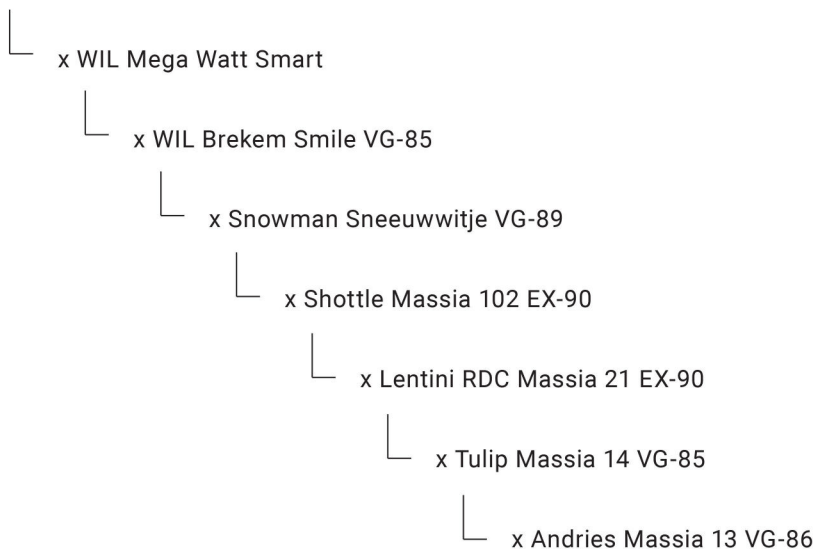 x WIL Mega Watt Smart
x WIL Brekem Smile VG-85
x Snowman Sneeuwwitje VG-89
x Shottle Massia 102 EX-90
x Lentini RDC Massia 21 EX-90
x Tulip Massia 14 VG-85
x Andries Massia 13 VG-86